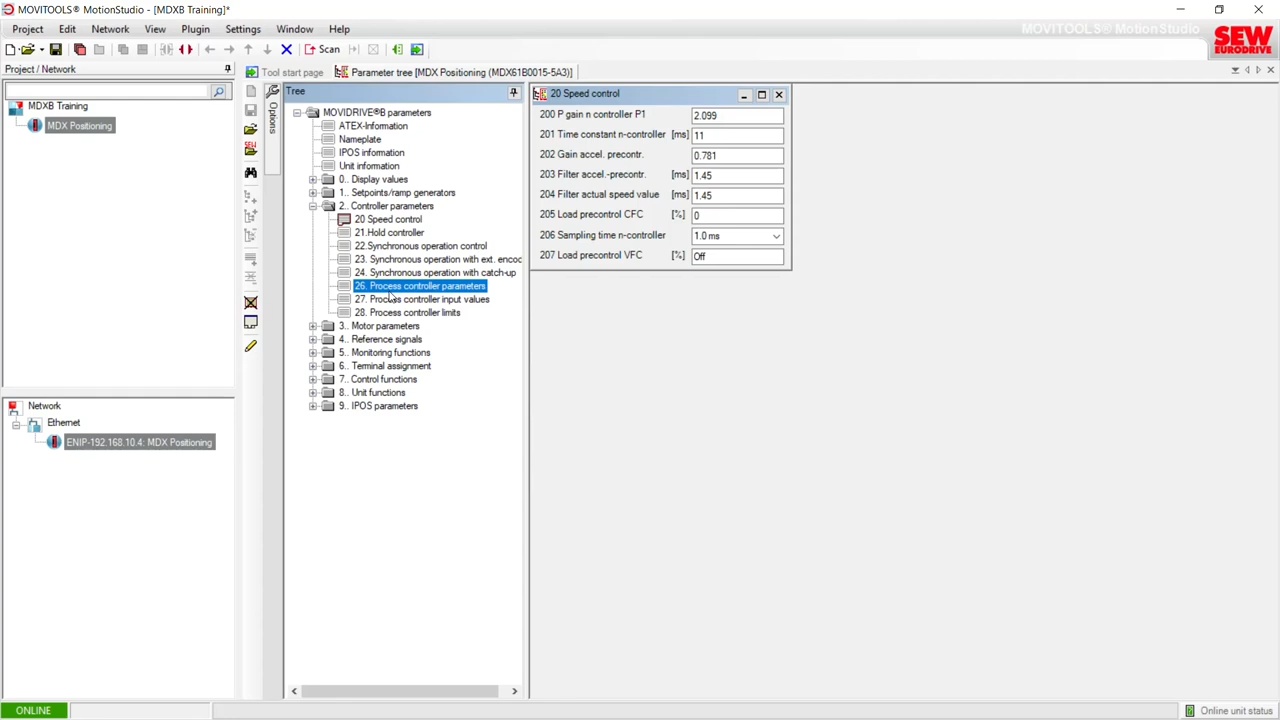 MOVITOOLS® MotionStudio - [MDXB Training]*
Project Edit Network View Plugin Settings Window Help
MOVITOOLS® MotionStudio
SEW
EURODRIVE
Scan
Project / Network
Tool start page
Parameter tree [MDX Positioning (MDX61B0015-5A3)]
MDXB Training
MDX Positioning
Options
Tree
MOVIDRIVE®B parameters
ATEX-Information
Nameplate
IPOS information
Unit information
0.. Display values
1.. Setpoints/ramp generators
2.. Controller parameters
20 Speed control
21.Hold controller
22.Synchronous operation control
23. Synchronous operation with ext. encoc
24. Synchronous operation with catch-up
26. Process controller parameters
27. Process controller input values
28. Process controller limits
3.. Motor parameters
4.. Reference signals
5.. Monitoring functions
6.. Terminal assignment
7.. Control functions
8.. Unit functions
9.. IPOS parameters
20 Speed control
200 P gain n controller P1 2.099
201 Time constant n-controller [ms] 11
202 Gain accel. precontr. 0.781
203 Filter accel.-precontr. [ms] 1.45
204 Filter actual speed value [ms] 1.45
205 Load precontrol CFC [%] 0
206 Sampling time n-controller 1.0 ms
207 Load precontrol VFC [%] Off
Network
Ethernet
ENIP-192.168.10.4: MDX Positioning
ONLINE
Online unit status